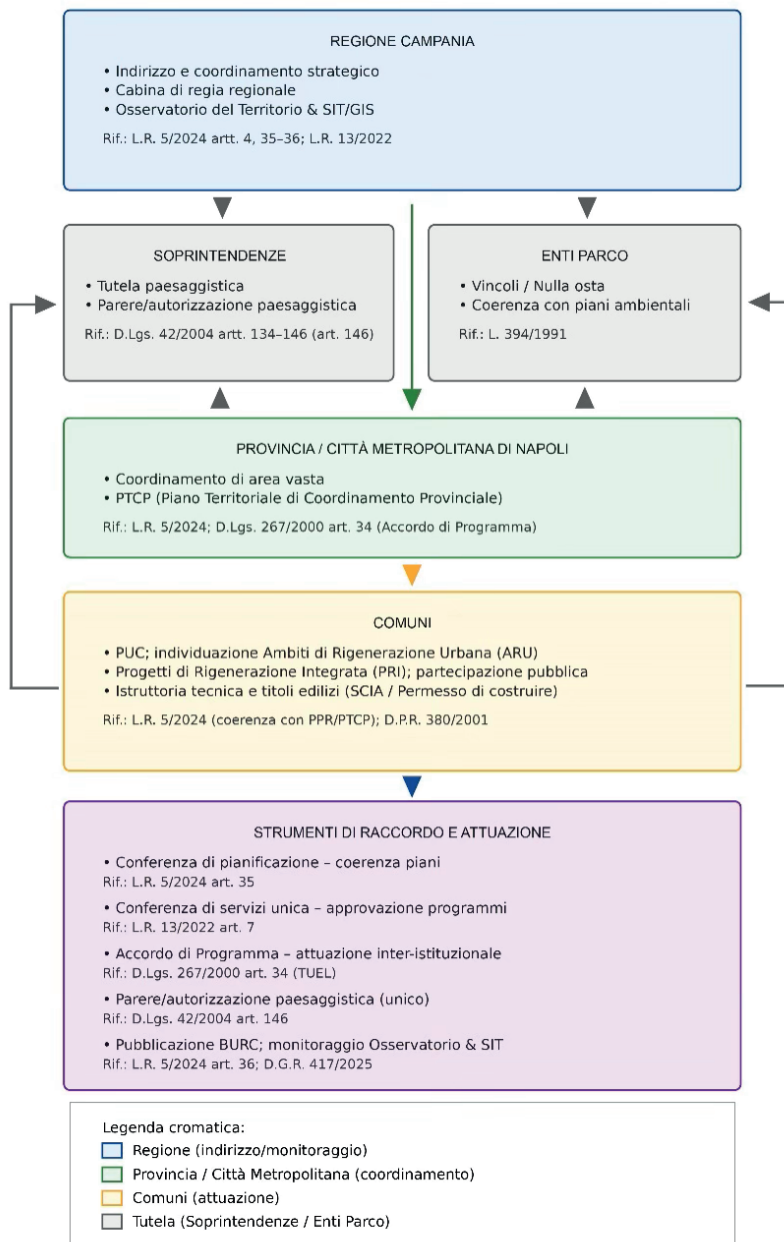 REGIONE CAMPANIA
• Indirizzo e coordinamento strategico
• Cabina di regia regionale
• Osservatorio del Territorio & SIT/GIS
Rif.: L.R. 5/2024 artt. 4, 35–36; L.R. 13/2022
SOPRINTENDENZE
• Tutela paesaggistica
• Parere/autorizzazione paesaggistica
Rif.: D.Lgs. 42/2004 artt. 134–146 (art. 146)
ENTI PARCO
• Vincoli / Nulla osta
• Coerenza con piani ambientali
Rif.: L. 394/1991
PROVINCIA / CITTÀ METROPOLITANA DI NAPOLI
• Coordinamento di area vasta
• PTCP (Piano Territoriale di Coordinamento Provinciale)
Rif.: L.R. 5/2024; D.Lgs. 267/2000 art. 34 (Accordo di Programma)
COMUNI
• PUC; individuazione Ambiti di Rigenerazione Urbana (ARU)
• Progetti di Rigenerazione Integrata (PRI); partecipazione pubblica
• Istruttoria tecnica e titoli edilizi (SCIA / Permesso di costruire)
Rif.: L.R. 5/2024 (coerenza con PPR/PTCP); D.P.R. 380/2001
STRUMENTI DI RACCORDO E ATTUAZIONE
• Conferenza di pianificazione – coerenza piani
Rif.: L.R. 5/2024 art. 35
• Conferenza di servizi unica – approvazione programmi
Rif.: L.R. 13/2022 art. 7
• Accordo di Programma – attuazione inter-istituzionale
Rif.: D.Lgs. 267/2000 art. 34 (TUEL)
• Parere/autorizzazione paesaggistica (unico)
Rif.: D.Lgs. 42/2004 art. 146
• Pubblicazione BURC; monitoraggio Osservatorio & SIT
Rif.: L.R. 5/2024 art. 36; D.G.R. 417/2025
Legenda cromatica:
Regione (indirizzo/monitoraggio)
Provincia / Città Metropolitana (coordinamento)
Comuni (attuazione)
Tutela (Soprintendenze / Enti Parco)